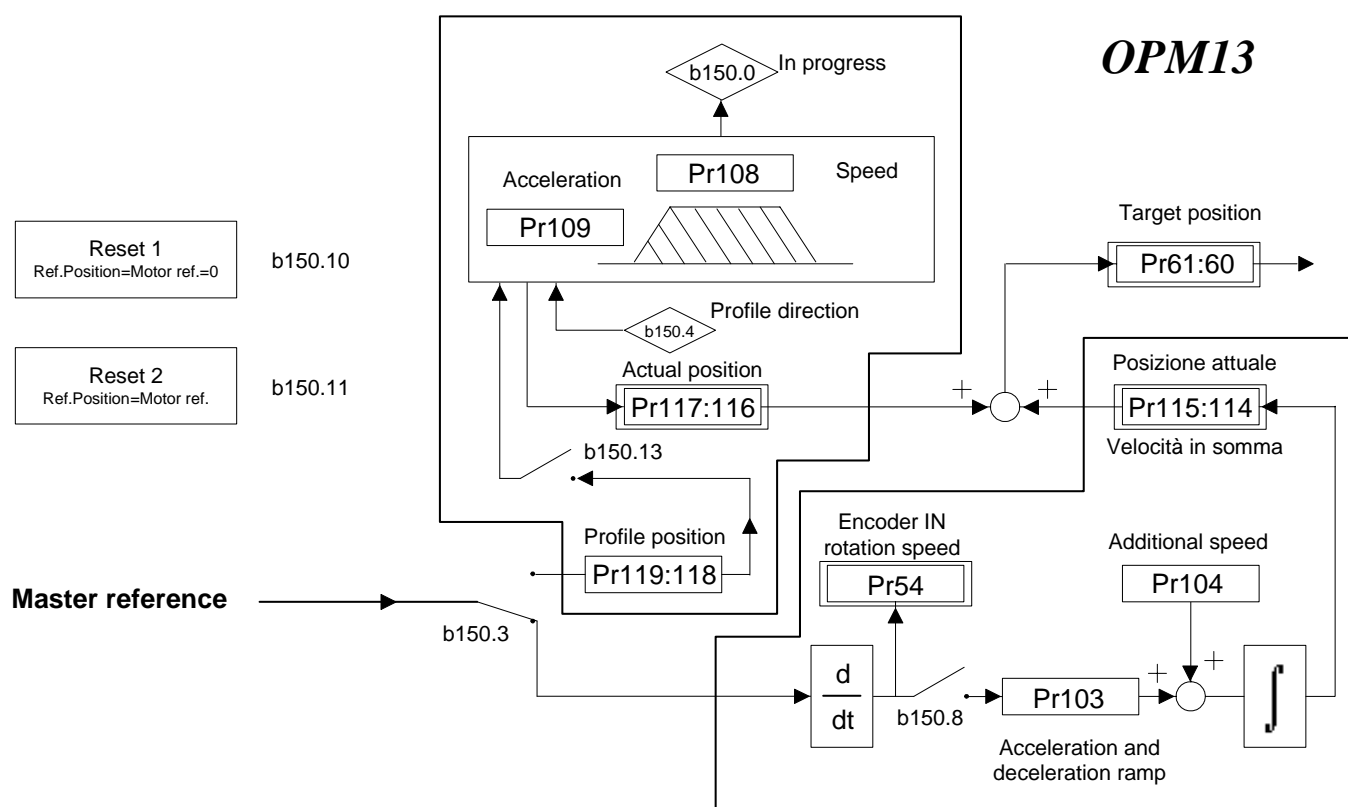 OPM13
b150.0
In progress
Pr108
Speed
Acceleration
Pr109
Reset 1
Ref.Position=Motor ref.=0
b150.10
Target position
Pr61:60
Profile direction
b150.4
Reset 2
Ref.Position=Motor ref.
b150.11
Actual position
Pr117:116
+
+
Posizione attuale
Pr115:114
Velocità in somma
b150.13
Profile position
Pr119:118
Encoder IN
rotation speed
Pr54
Additional speed
Pr104
Master reference
b150.3
d
dt
b150.8
Pr103
+
+
∫
Acceleration and
deceleration ramp